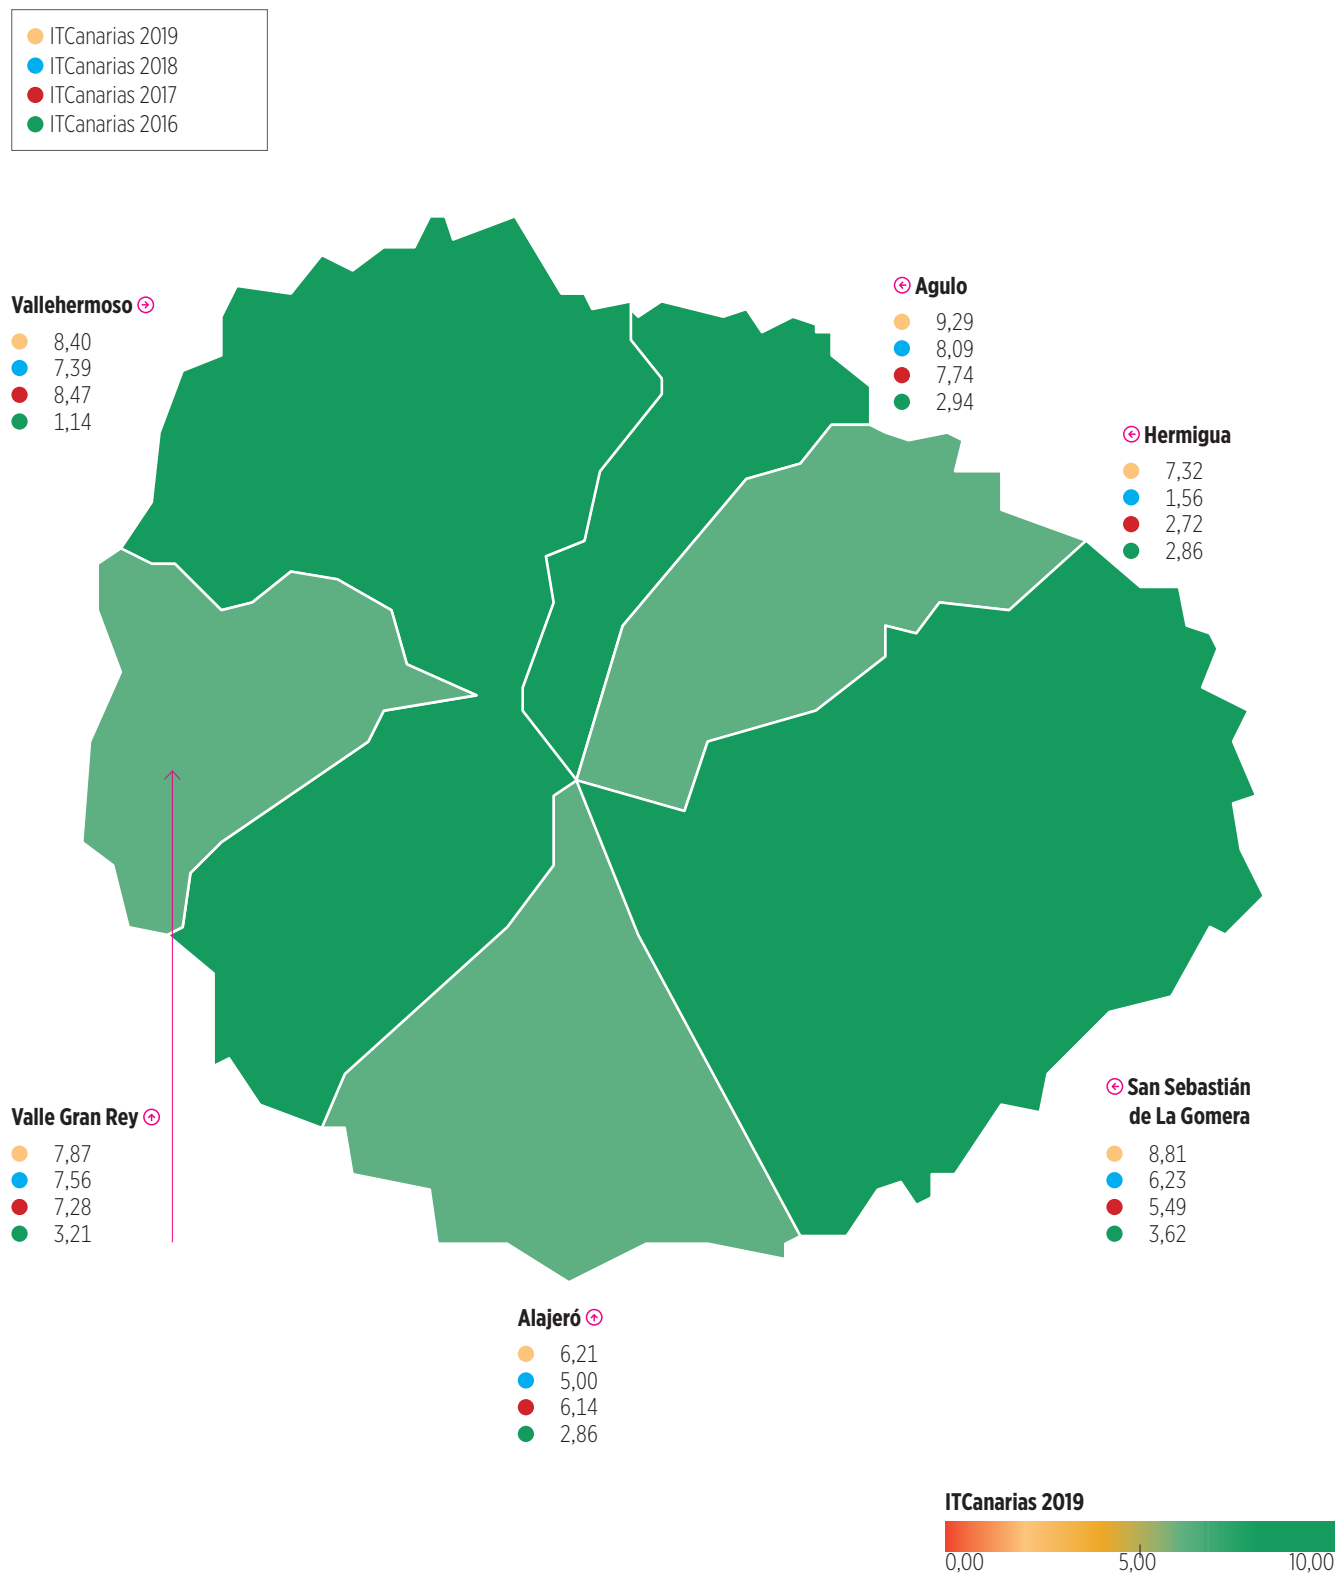 ITCanarias 2019
ITCanarias 2018
ITCanarias 2017
ITCanarias 2016
Vallehermoso
8,40
7,39
8,47
1,14
Agulo
9,29
8,09
7,74
2,94
Hermigua
7,32
1,56
2,72
2,86
Valle Gran Rey
7,87
7,56
7,28
3,21
San Sebastián
de La Gomera
8,81
6,23
5,49
3,62
Alajeró
6,21
5,00
6,14
2,86
ITCanarias 2019
0,00 5,00 10,00